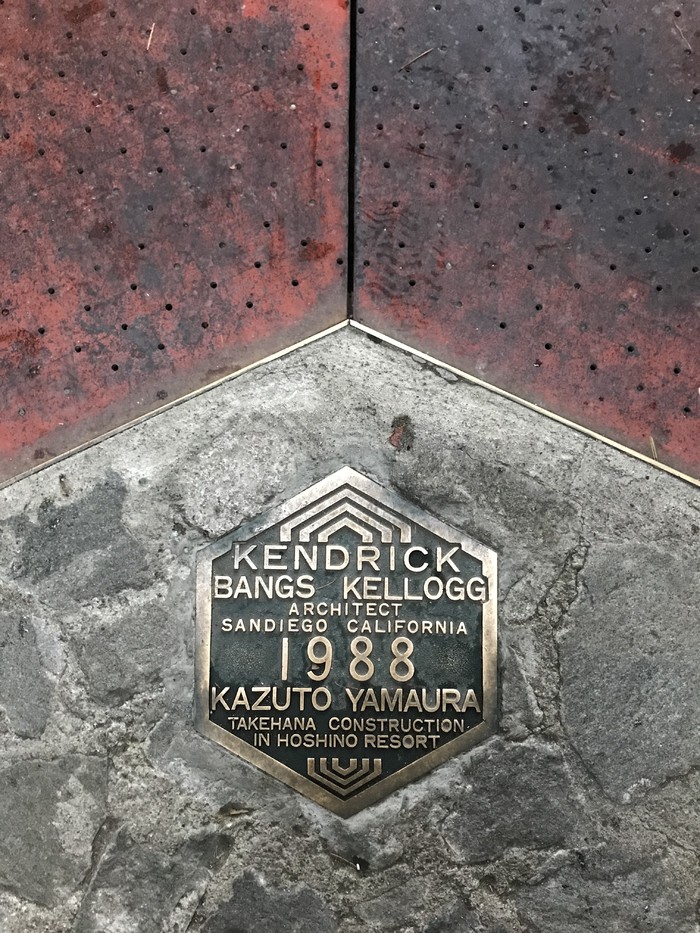 KENDRICK
BANGS KELLOGG
ARCHITECT
SANDIEGO CALIFORNIA
1988
KAZUTO YAMAURA
TAKEHANA CONSTRUCTION·
IN HOSHINO RESORT